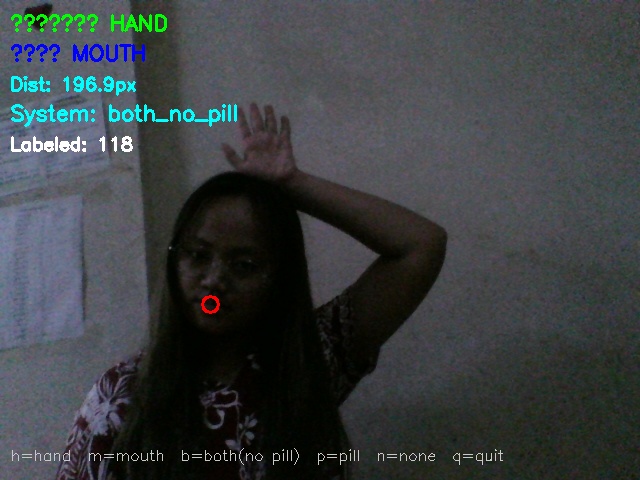 ??????? HAND
???? MOUTH
Dist: 196.9px
System: both_no_pill
Labeled: 118
h=hand m=mouth b=both(no pill) p=pill n=none q=quit